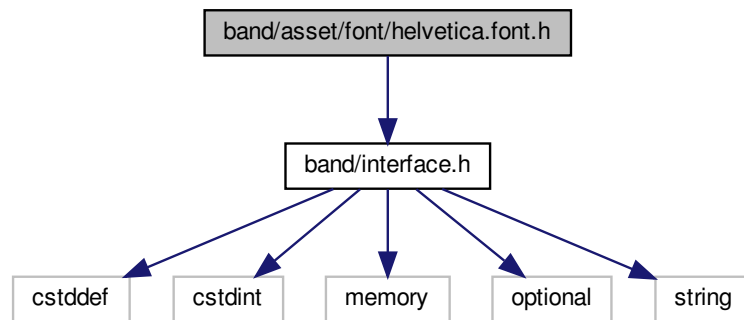 band/asset/font/helvetica.font.h
band/interface.h
cstddef
cstdint
memory
optional
string